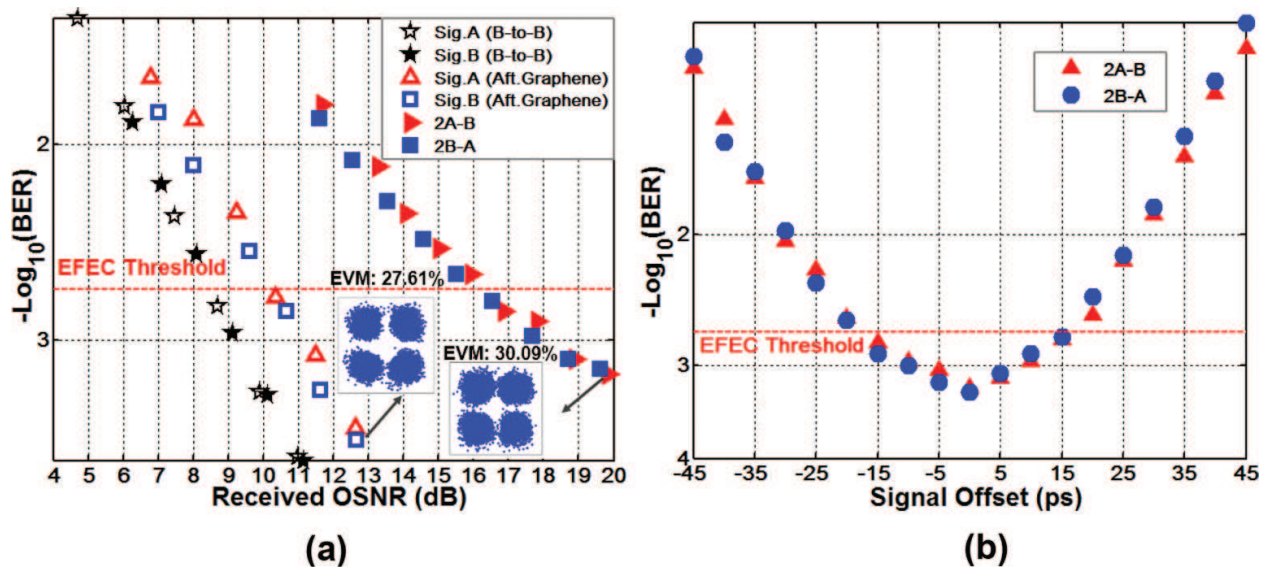 Sig.A (B-to-B)
Sig.B (B-to-B)
Sig.A (Aft.Graphene)
Sig.B (Aft.Graphene)
2A-B
2B-A
2
3
-Log10(BER)
EFEC Threshold
EVM: 27.61%
EVM: 30.09%
4 5 6 7 8 9 10 11 12 13 14 15 16 17 18 19 20
Received OSNR (dB)
(a)
2A-B
2B-A
2
3
4
-Log10(BER)
EFEC Threshold
-45 -35 -25 -15 -5 5 15 25 35 45
Signal Offset (ps)
(b)